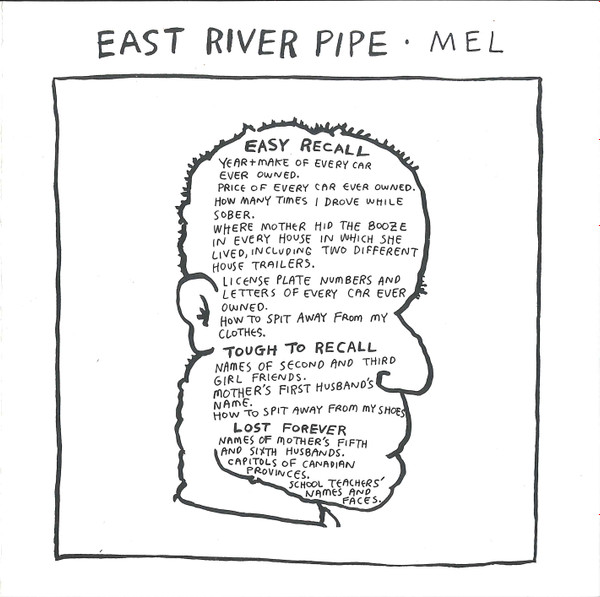 EAST RIVER PIPE · MEL
EASY RECALL
YEAR+MAKE OF EVERY CAR
EVER OWNED.
PRICE OF EVERY CAR EVER OWNED.
HOW MANY TIMES I DROVE WHILE
SOBER.
WHERE MOTHER HID THE BOOZE
IN EVERY HOUSE IN WHICH SHE
LIVED, INCLUDING TWO DIFFERENT
HOUSE TRAILERS.
LICENSE PLATE NUMBERS AND
LETTERS OF EVERY CAR EVER
OWNED.
HOW TO SPIT AWAY FROM MY
CLOTHES.
TOUGH TO RECALL
NAMES OF SECOND AND THIRD
GIRL FRIENDS.
MOTHER'S FIRST HUSBAND'S
NAME.
HOW TO SPIT AWAY FROM MY SHOES
LOST FOREVER
NAMES OF MOTHER'S FIFTH
AND SIXTH HUSBANDS.
CAPITOLS OF CANADIAN
PROVINCES.
SCHOOL TEACHERS'
NAMES AND
FACES.